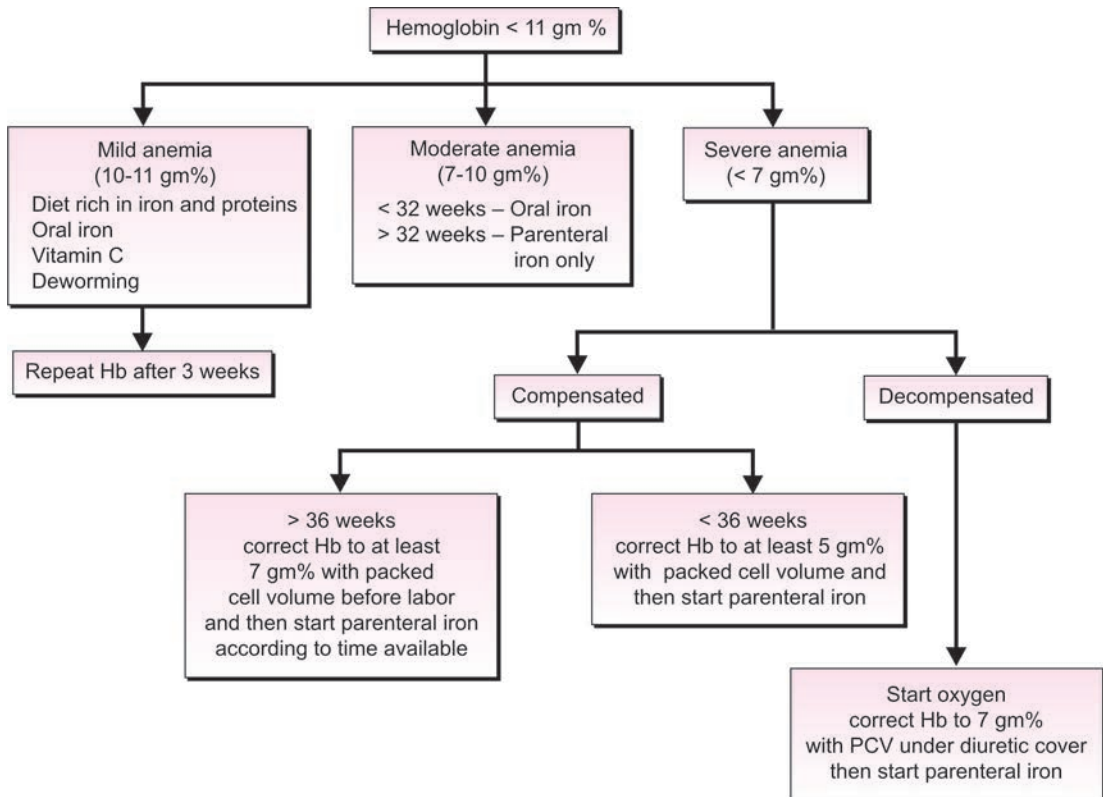 Hemoglobin < 11 gm %
Mild anemia
(10-11 gm%)
Diet rich in iron and proteins
Oral iron
Vitamin C
Deworming
Moderate anemia
(7-10 gm%)
< 32 weeks – Oral iron
> 32 weeks – Parenteral
iron only
Severe anemia
(< 7 gm%)
Repeat Hb after 3 weeks
Compensated
Decompensated
> 36 weeks
correct Hb to at least
7 gm% with packed
cell volume before labor
and then start parenteral iron
according to time available
< 36 weeks
correct Hb to at least 5 gm%
with packed cell volume and
then start parenteral iron
Start oxygen
correct Hb to 7 gm%
with PCV under diuretic cover
then start parenteral iron